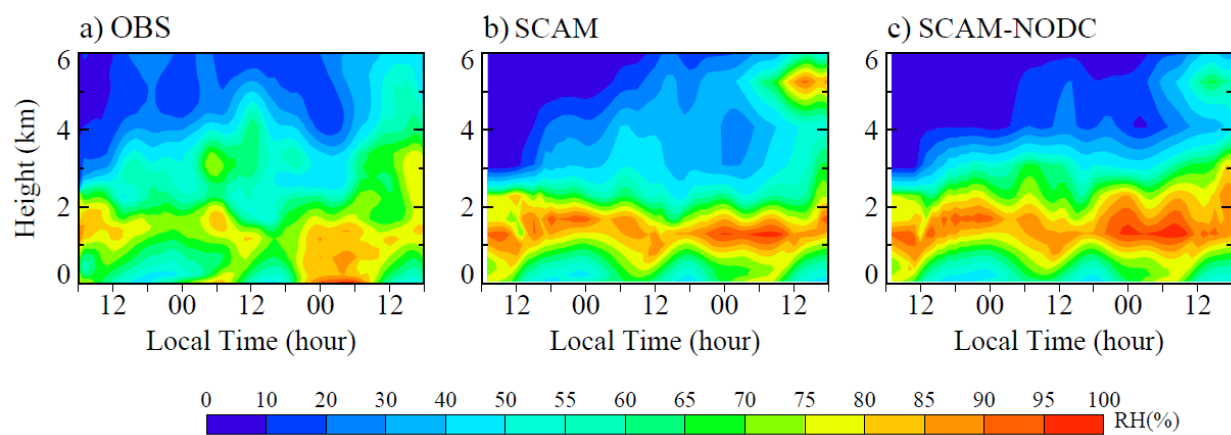 a) OBS
b) SCAM
c) SCAM-NODC
Height (km)
6
4
2
0
12 00 12 00 12
Local Time (hour)
6
4
2
0
12 00 12 00 12
Local Time (hour)
6
4
2
0
12 00 12 00 12
Local Time (hour)
0 10 20 30 40 50 55 60 65 70 75 80 85 90 95 100
RH(%)